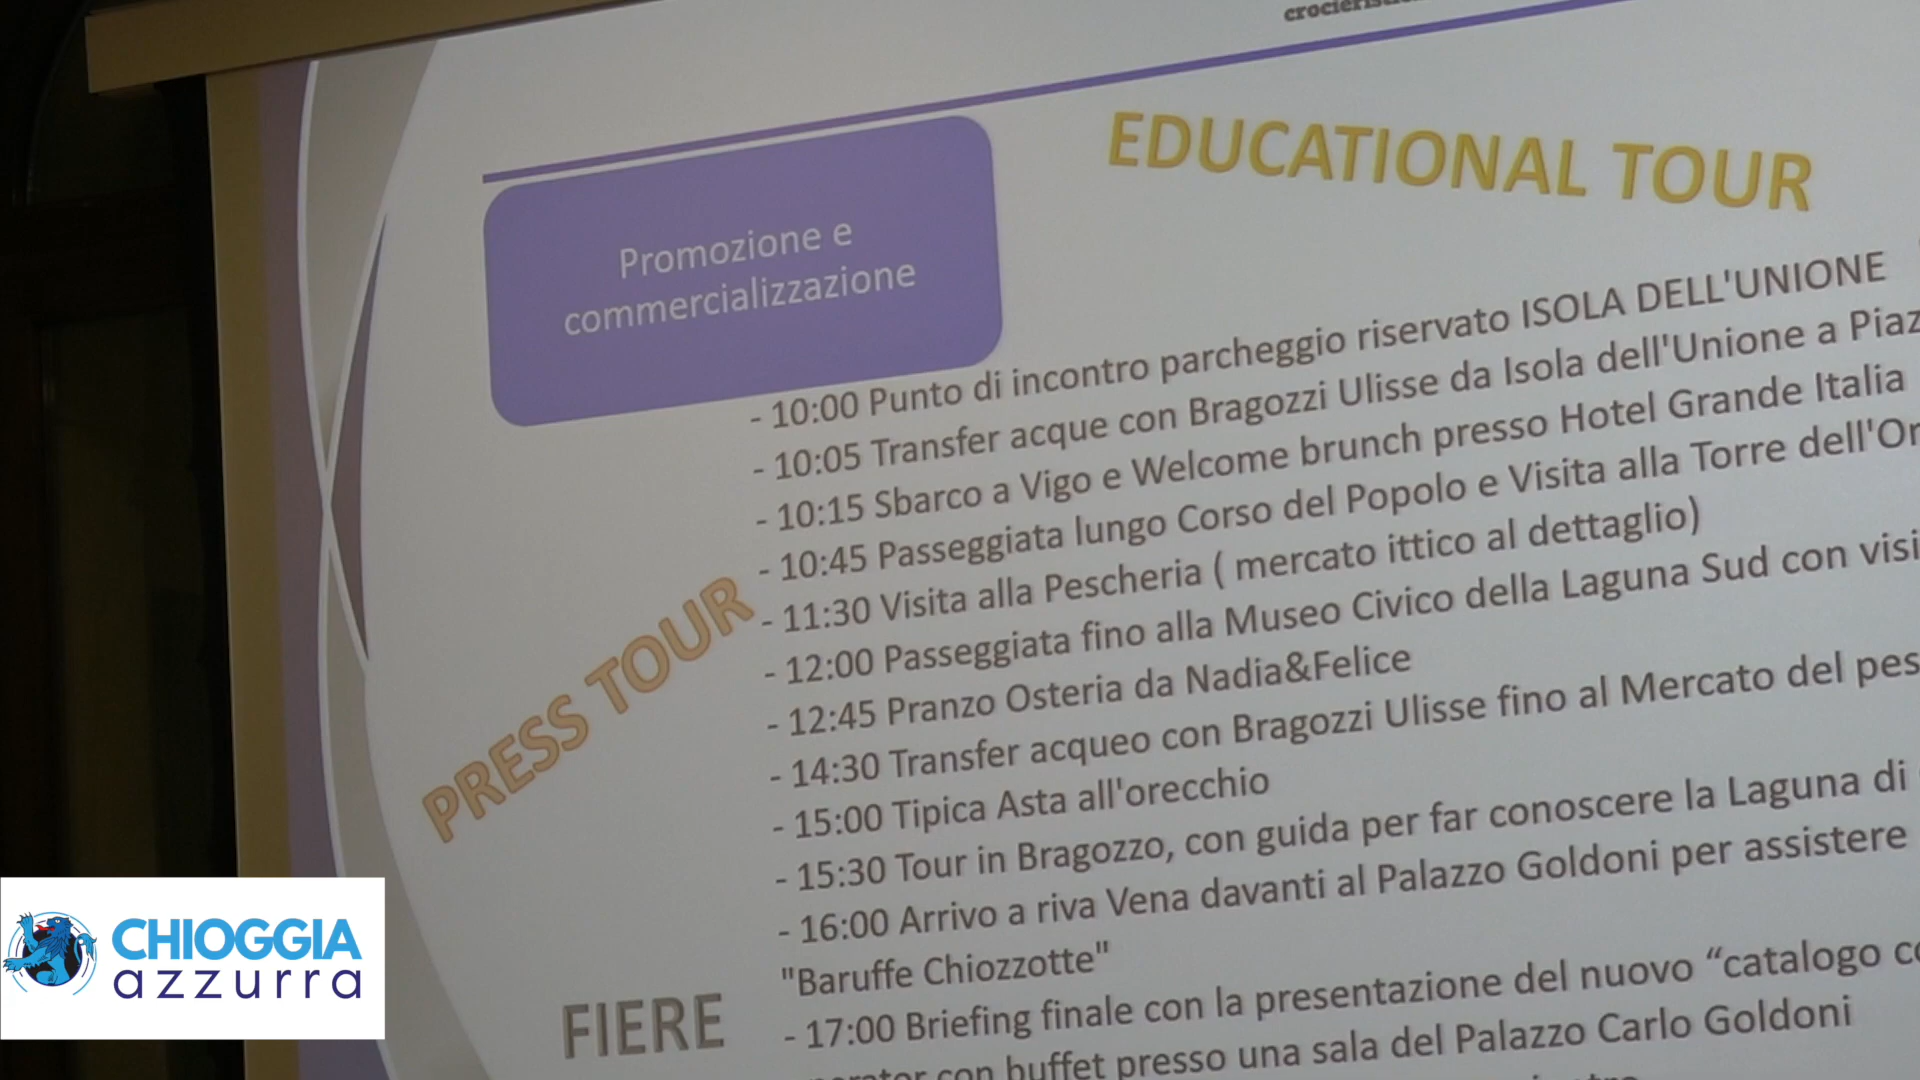 EDUCATIONAL TOUR
Promozione e
commercializzazione
- 10:00 Punto di incontro parcheggio riservato ISOLA DELL'UNIONE
- 10:05 Transfer acque con Bragozzi Ulisse da Isola dell'Unione a
- 10:15 Sbarco a Vigo e Welcome brunch presso Hotel Grande Italia
- 10:45 Passeggiata lungo Corso del Popolo e Visita alla Torre
- 11:30 Visita alla Pescheria ( mercato ittico al dettaglio)
- 12:00 Passeggiata fino alla Museo Civico della Laguna Sud con
- 12:45 Pranzo Osteria da Nadia&Felice
- 14:30 Transfer acqueo con Bragozzi Ulisse fino al Mercato del
- 15:00 Tipica Asta all'orecchio
- 15:30 Tour in Bragozzo, con guida per far conoscere la Laguna di
- 16:00 Arrivo a riva Vena davanti al Palazzo Goldoni per assistere
"Baruffe Chiozzotte"
- 17:00 Briefing finale con la presentazione del nuovo “catalogo
con buffet presso una sala del Palazzo Carlo Goldoni
PRESS TOUR
FIERE
CHIOGGIA
azzurra